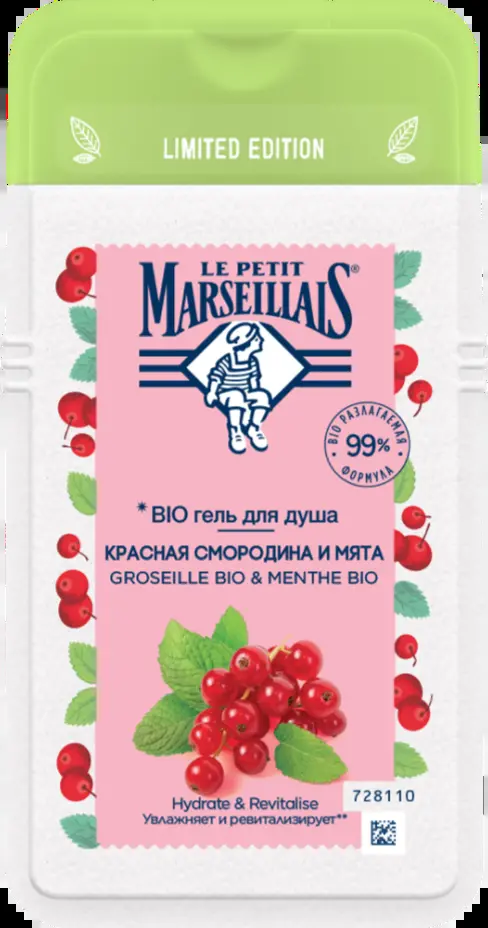 LIMITED EDITION
LE PETIT
MARSEILLAIS®
BIO РАЗЛАГАЕМАЯ
99%
ФОРМУЛА
*BIO гель для душа
КРАСНАЯ СМОРОДИНА И МЯТА
GROSEILLE BIO & MENTHE BIO
Hydrate & Revitalise
Увлажняет и ревитализирует**
728110